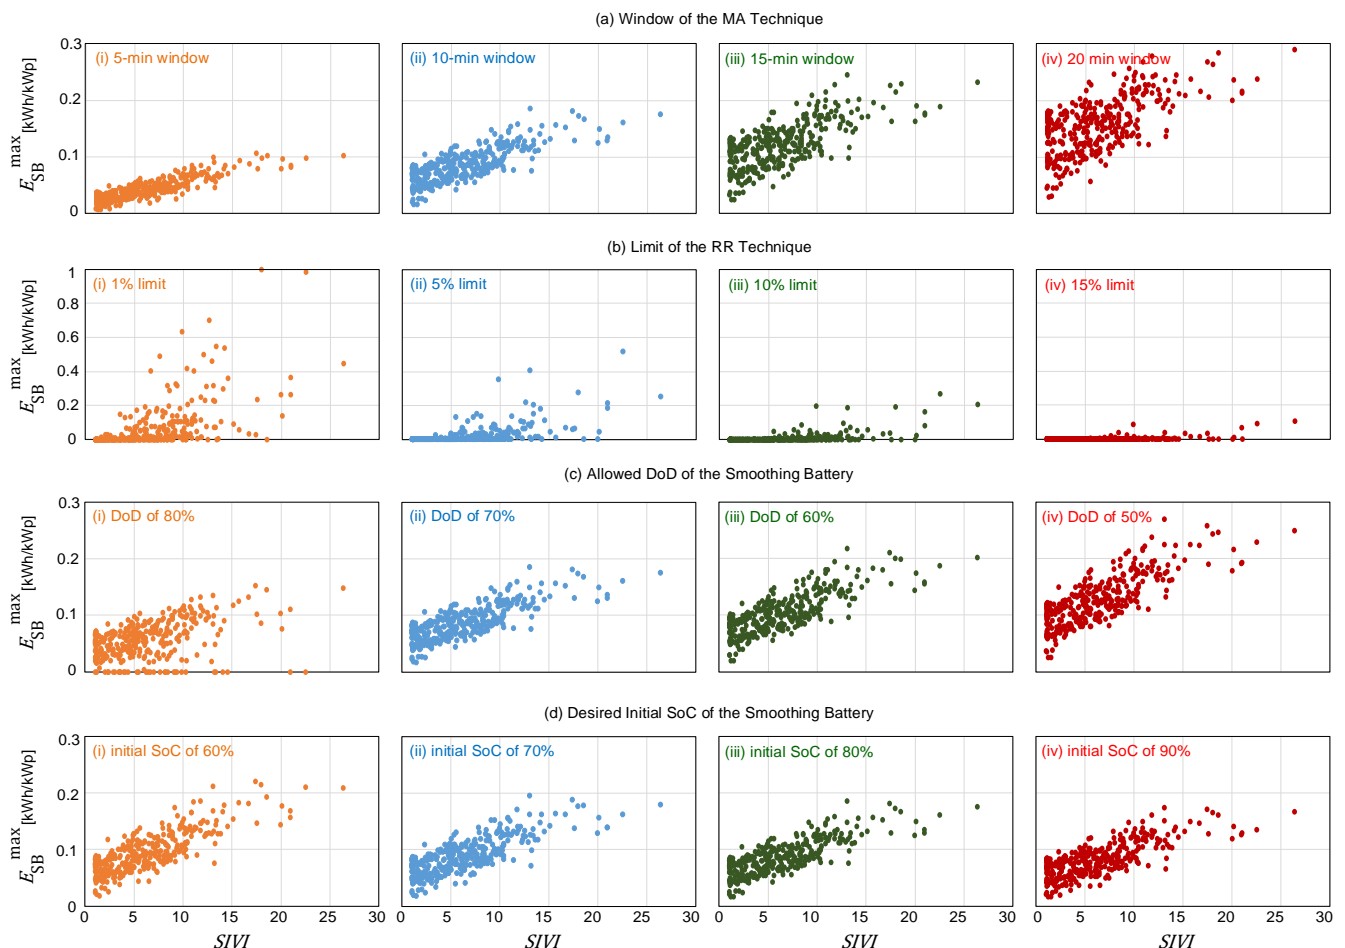 (a) Window of the MA Technique
(i) 5-min window
(ii) 10-min window
(iii) 15-min window
(iv) 20 min window
0.3
0.2
0.1
0
E_SB^max [kWh/kWp]
(b) Limit of the RR Technique
(i) 1% limit
(ii) 5% limit
(iii) 10% limit
(iv) 15% limit
1
0.8
0.6
0.4
0.2
0
E_SB^max [kWh/kWp]
(c) Allowed DoD of the Smoothing Battery
(i) DoD of 80%
(ii) DoD of 70%
(iii) DoD of 60%
(iv) DoD of 50%
0.3
0.2
0.1
0
E_SB^max [kWh/kWp]
(d) Desired Initial SoC of the Smoothing Battery
(i) initial SoC of 60%
(ii) initial SoC of 70%
(iii) initial SoC of 80%
(iv) initial SoC of 90%
0.3
0.2
0.1
0
E_SB^max [kWh/kWp]
0 5 10 15 20 25 30
0 5 10 15 20 25 30
0 5 10 15 20 25 30
0 5 10 15 20 25 30
SIVI
SIVI
SIVI
SIVI